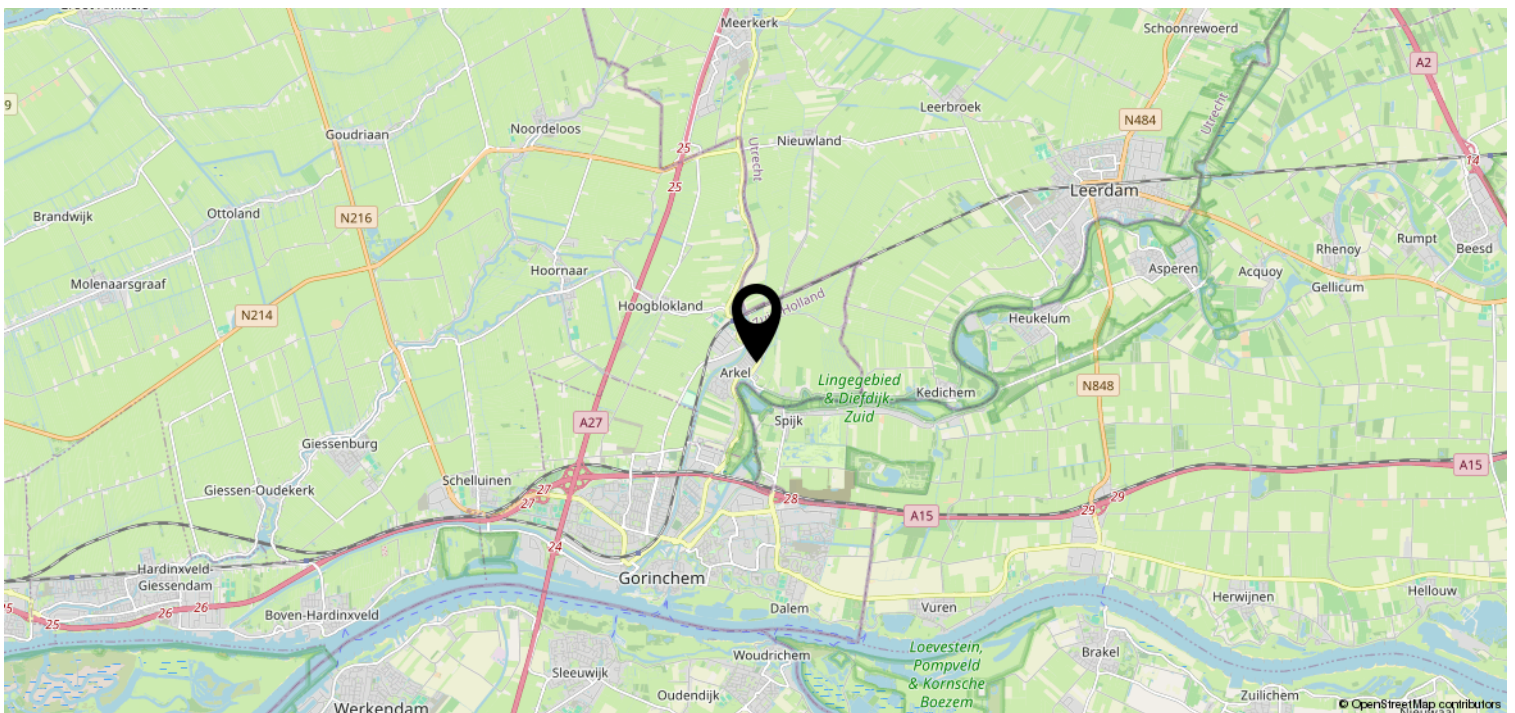 Meerkerk
Schoonrewoerd
A2
9
Leerbroek
N484
Utrecht
Goudriaan
Noordeloos
25
Nieuwland
Utrecht
14
25
Leerdam
Brandwijk
Ottoland
N216
Rumpt
Rhenoy
Beesd
Hoornaar
Asperen
Acquoy
Molenaarsgraaf
Gellicum
Hoogblokland
Zuid-Holland
N214
Heukelum
Arkel
Lingegebied
& Diefdijk-
Zuid
Kedichem
N848
A27
Spijk
Giessenburg
A15
Schelluinen
Giessen-Oudekerk
27
27
28
29
29
A15
24
Hardinxveld-
Giessendam
Gorinchem
Hellouw
Herwijnen
25
26
26
Boven-Hardinxveld
Dalem
Vuren
25
Loevestein,
Pompveld
& Kornsche
Boezem
Woudrichem
Brakel
Sleeuwijk
Oudendijk
Zuilichem
Werkendam
© OpenStreetMap contributors